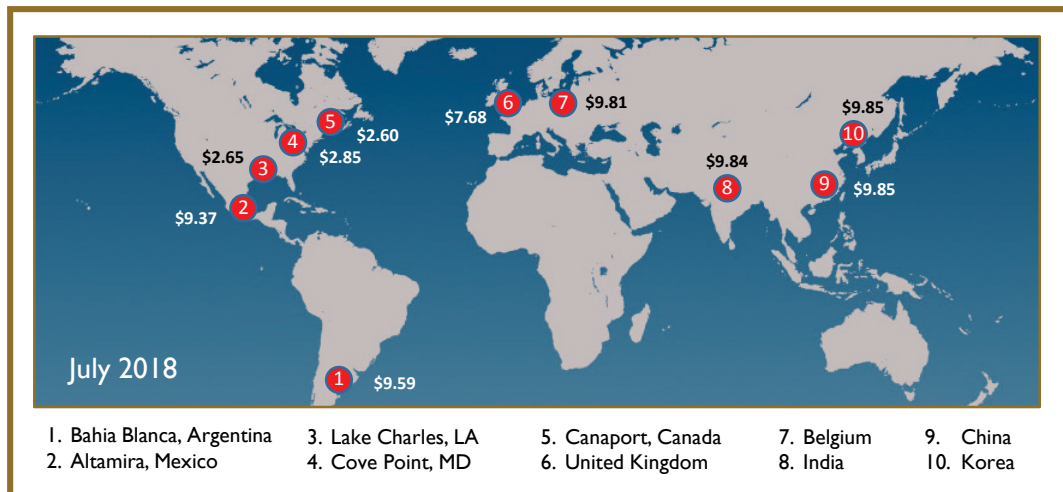 $9.85
$7.68
6
7
$9.81
10
5
$2.60
4
$2.85
$2.65
3
$9.84
8
9
$9.85
2
$9.37
July 2018
1
$9.59
1. Bahia Blanca, Argentina
2. Altamira, Mexico
3. Lake Charles, LA
4. Cove Point, MD
5. Canaport, Canada
6. United Kingdom
7. Belgium
8. India
9. China
10. Korea